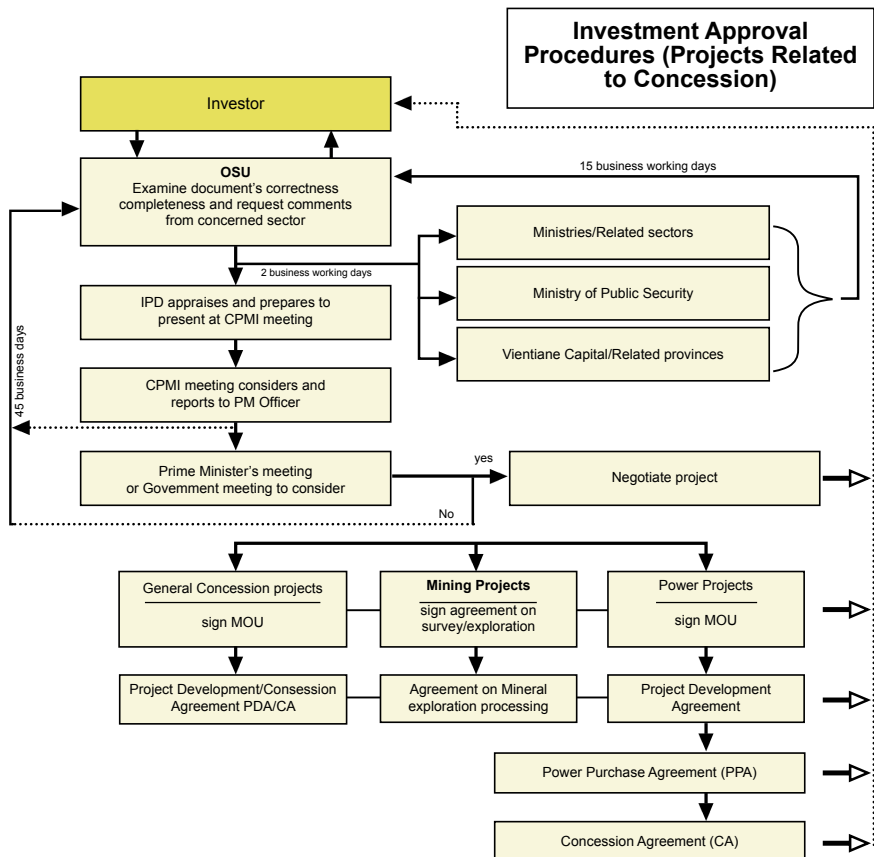 Investment Approval
Procedures (Projects Related
to Concession)
Investor
OSU
Examine document's correctness
completeness and request comments
from concerned sector
15 business working days
2 business working days
Ministries/Related sectors
Ministry of Public Security
Vientiane Capital/Related provinces
IPD appraises and prepares to
present at CPMI meeting
45 business days
CPMI meeting considers and
reports to PM Officer
Prime Minister's meeting
or Government meeting to consider
yes
No
Negotiate project
General Concession projects
sign MOU
Mining Projects
sign agreement on
survey/exploration
Power Projects
sign MOU
Project Development/Consession
Agreement PDA/CA
Agreement on Mineral
exploration processing
Project Development
Agreement
Power Purchase Agreement (PPA)
Concession Agreement (CA)